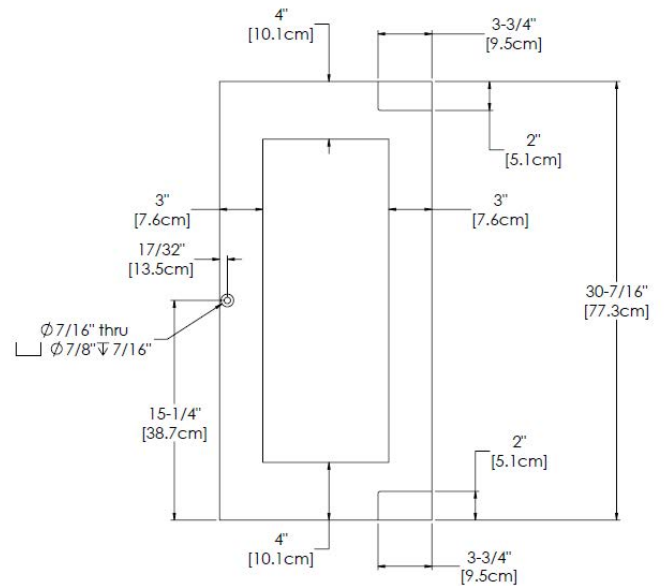 4"
[10.1cm]
3-3/4"
[9.5cm]
2"
[5.1cm]
3"
[7.6cm]
3"
[7.6cm]
17/32"
[13.5cm]
30-7/16"
[77.3cm]
Ø 7/16" thru
⌴ Ø 7/8" ↧ 7/16"
15-1/4"
[38.7cm]
2"
[5.1cm]
4"
[10.1cm]
3-3/4"
[9.5cm]